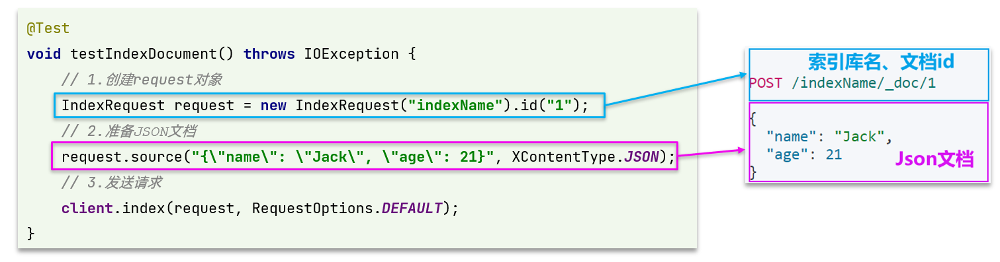 @Test
void testIndexDocument() throws IOException {
// 1.创建request对象
IndexRequest request = new IndexRequest("indexName").id("1");
// 2.准备JSON文档
request.source("{\"name\": \"Jack\", \"age\": 21}", XContentType.JSON);
// 3.发送请求
client.index(request, RequestOptions.DEFAULT);
}
索引库名、文档id
POST /indexName/_doc/1
{
"name": "Jack",
"age": 21
Json文档
}